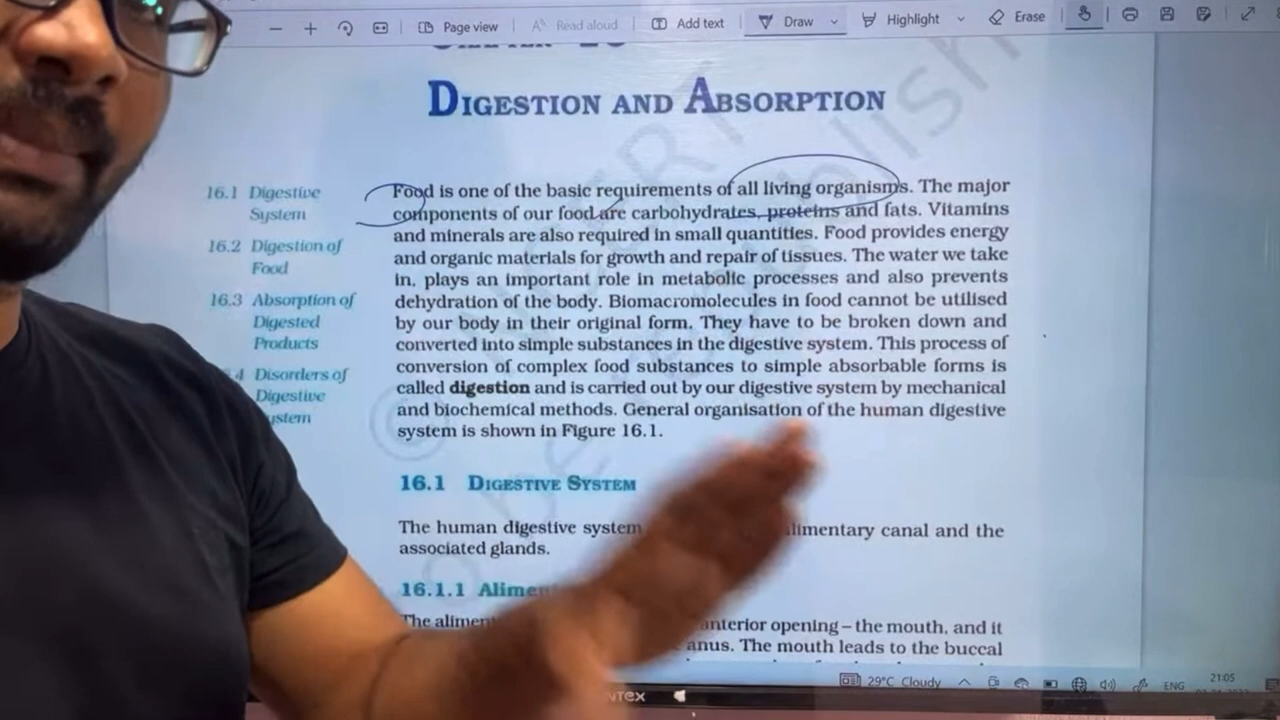 Page view
Read aloud
Add text
Draw
Highlight
Erase
DIGESTION AND ABSORPTION
16.1 Digestive
System
16.2 Digestion of
Food
16.3 Absorption of
Digested
Products
4 Disorders of
Digestive
ystem
Food is one of the basic requirements of all living organisms. The major
components of our food are carbohydrates, proteins and fats. Vitamins
and minerals are also required in small quantities. Food provides energy
and organic materials for growth and repair of tissues. The water we take
in, plays an important role in metabolic processes and also prevents
dehydration of the body. Biomacromolecules in food cannot be utilised
by our body in their original form. They have to be broken down and
converted into simple substances in the digestive system. This process of
conversion of complex food substances to simple absorbable forms is
called digestion and is carried out by our digestive system by mechanical
and biochemical methods. General organisation of the human digestive
system is shown in Figure 16.1.
16.1 DIGESTIVE SYSTEM
The human digestive system limentary canal and the
associated glands.
16.1.1 Alimen
The alimen anterior opening – the mouth, and it
anus. The mouth leads to the buccal
29°C Cloudy
ENG
21:05